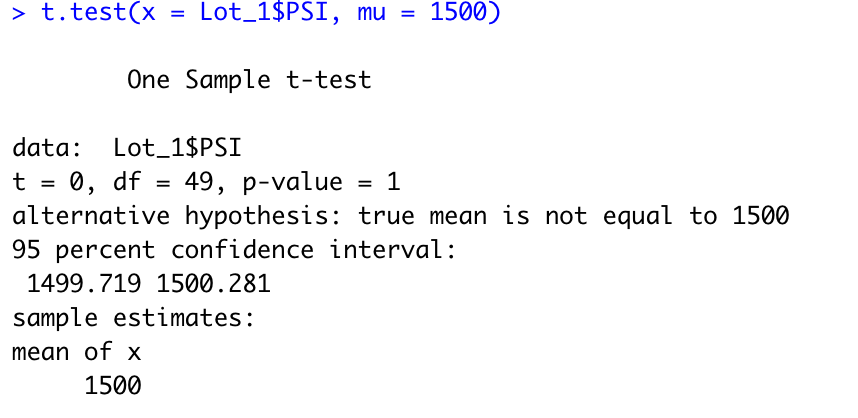 > t.test(x = Lot_1$PSI, mu = 1500)
One Sample t-test
data:  Lot_1$PSI
t = 0, df = 49, p-value = 1
alternative hypothesis: true mean is not equal to 1500
95 percent confidence interval:
1499.719 1500.281
sample estimates:
mean of x
1500